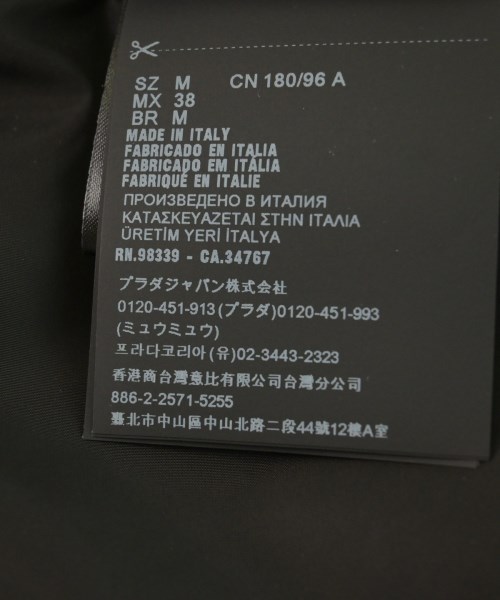 SZ M CN 180/96 A
MX 38
BR M
MADE IN ITALY
FABRICADO EN ITALIA
FABRICADO EM ITÁLIA
FABRIQUÉ EN ITALIE
ПРОИЗВЕДЕНО В ИТАЛИЯ
ΚΑΤΑΣΚΕΥΑΖΕΤΑΙ ΣΤΗΝ ΙΤΑΛΙΑ
ÜRETİM YERİ İTALYA
RN.98339 - CA.34767
プラダジャパン株式会社
0120-451-913(プラダ)0120-451-993
(ミュウミュウ)
프라다코리아 (유)02-3443-2323
香港商台灣意比有限公司台灣分公司
886-2-2571-5255
臺北市中山區中山北路二段44號12樓A室